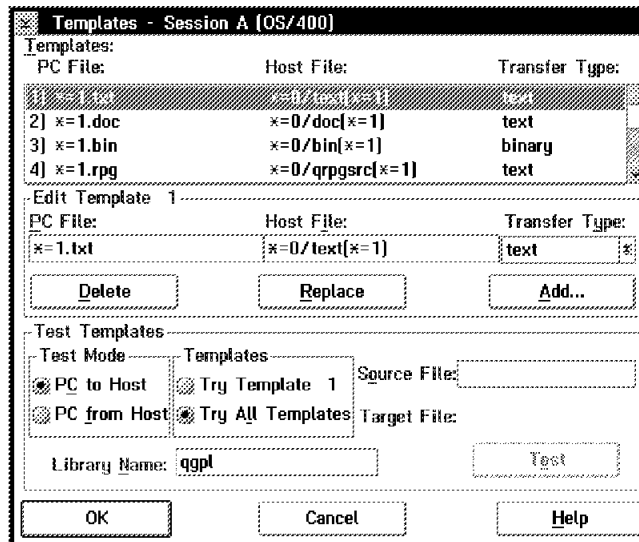 Templates - Session A (OS/400)
Templates:
PC File: Host File: Transfer Type:
1) *=1.txt *=0/text(*=1) text
2) *=1.doc *=0/doc(*=1) text
3) *=1.bin *=0/bin(*=1) binary
4) *=1.rpg *=0/qrpgsrc(*=1) text
Edit Template 1
PC File: Host File: Transfer Type:
*=1.txt *=0/text(*=1) text
Delete Replace Add...
Test Templates
Test Mode Templates
PC to Host Try Template 1 Source File:
PC from Host Try All Templates Target File:
Library Name: qgpl Test
OK Cancel Help